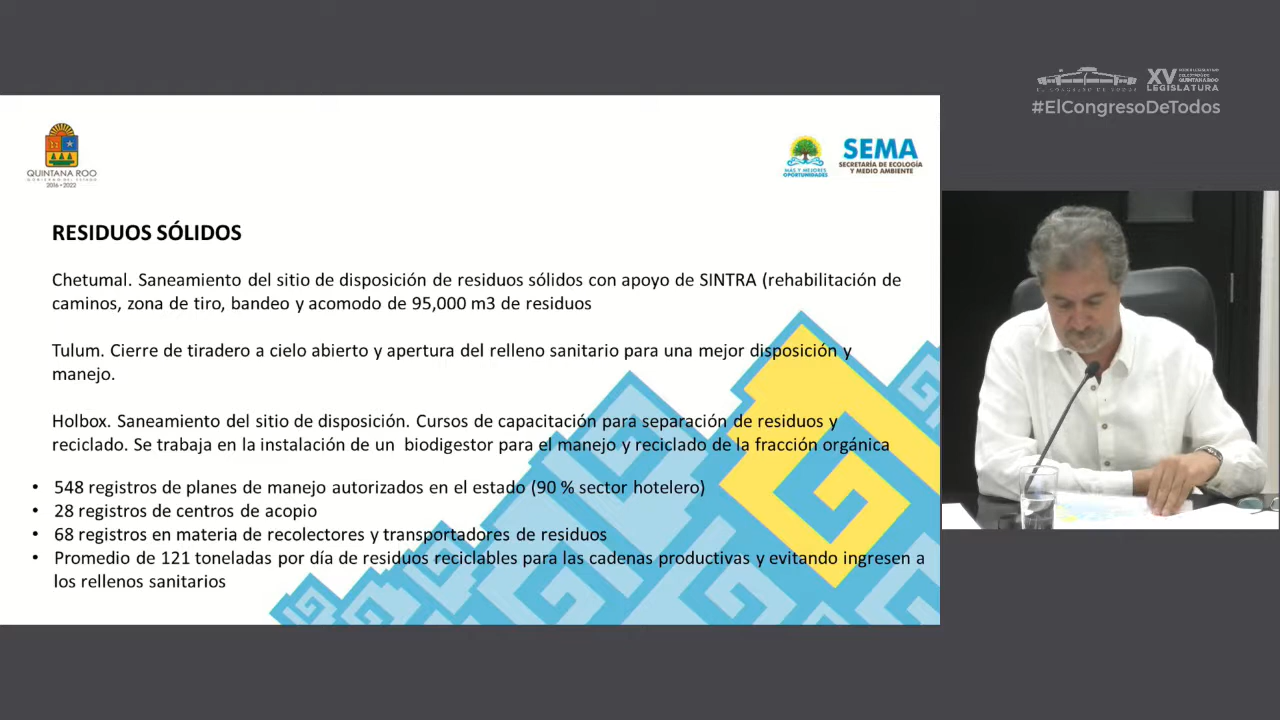 XV
LEGISLATURA
#ElCongresoDeTodos
QUINTANA ROO
GOBIERNO DEL ESTADO
2016 • 2022
MÁS Y MEJORES
OPORTUNIDADES
SEMA
SECRETARÍA DE ECOLOGÍA
Y MEDIO AMBIENTE
RESIDUOS SÓLIDOS
Chetumal. Saneamiento del sitio de disposición de residuos sólidos con apoyo de SINTRA (rehabilitación de
caminos, zona de tiro, bandeo y acomodo de 95,000 m3 de residuos
Tulum. Cierre de tiradero a cielo abierto y apertura del relleno sanitario para una mejor disposición y
manejo.
Holbox. Saneamiento del sitio de disposición. Cursos de capacitación para separación de residuos y
reciclado. Se trabaja en la instalación de un biodigestor para el manejo y reciclado de la fracción orgánica
• 548 registros de planes de manejo autorizados en el estado (90 % sector hotelero)
• 28 registros de centros de acopio
• 68 registros en materia de recolectores y transportadores de residuos
• Promedio de 121 toneladas por día de residuos reciclables para las cadenas productivas y evitando ingresen a
los rellenos sanitarios